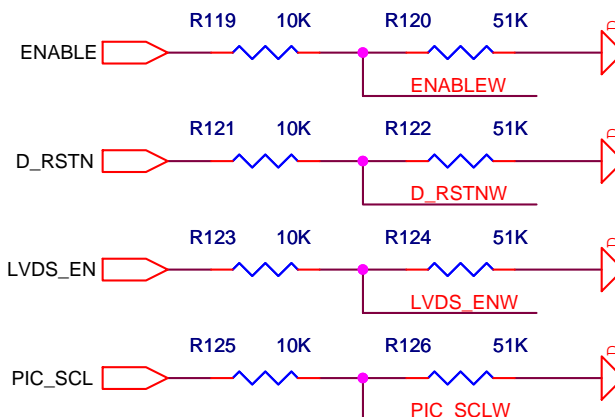 R119 10K R120 51K
ENABLE D
ENABLEW
R121 10K R122 51K
D_RSTN D
D_RSTNW
R123 10K R124 51K
LVDS_EN D
LVDS_ENW
R125 10K R126 51K
PIC_SCL D
PIC_SCLW